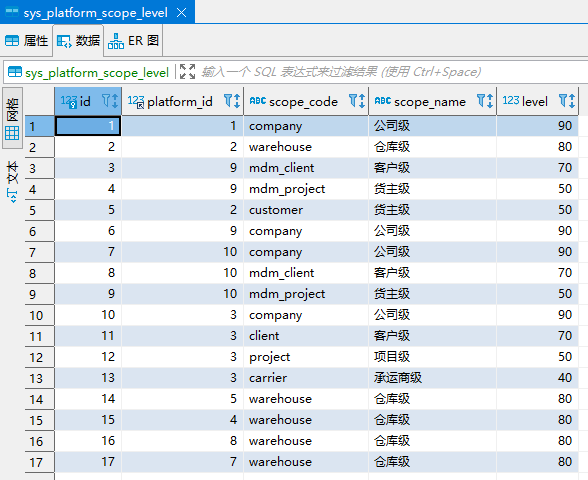 sys_platform_scope_level
属性 数据 ER 图
sys_platform_scope_level 输入一个 SQL 表达式来过滤结果 (使用 Ctrl+Space)
网格
文本
123 id 123 platform_id ABC scope_code ABC scope_name 123 level
1 1 1 company 公司级 90
2 2 2 warehouse 仓库级 80
3 3 9 mdm_client 客户级 70
4 4 9 mdm_project 货主级 50
5 5 2 customer 货主级 50
6 6 9 company 公司级 90
7 7 10 company 公司级 90
8 8 10 mdm_client 客户级 70
9 9 10 mdm_project 货主级 50
10 10 3 company 公司级 90
11 11 3 client 客户级 70
12 12 3 project 项目级 50
13 13 3 carrier 承运商级 40
14 14 5 warehouse 仓库级 80
15 15 4 warehouse 仓库级 80
16 16 8 warehouse 仓库级 80
17 17 7 warehouse 仓库级 80